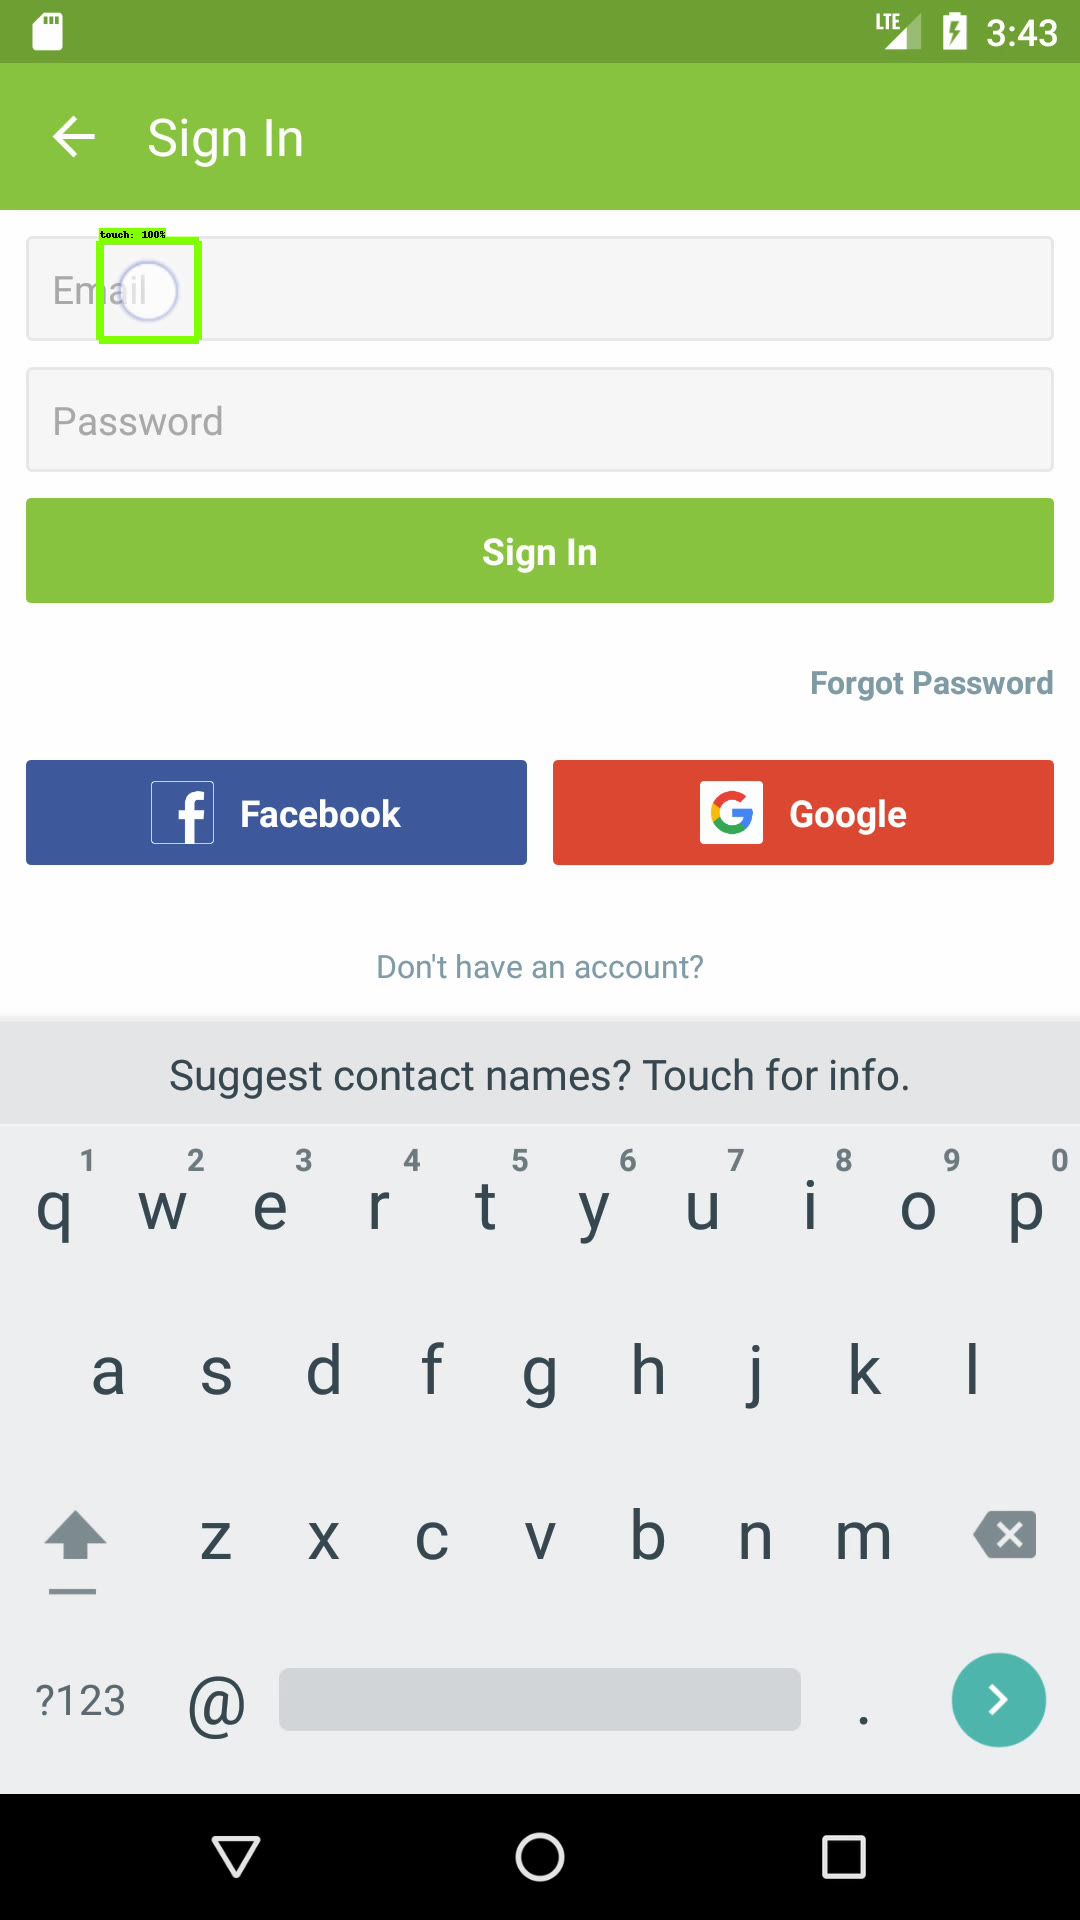 LTE 3:43
Sign In
touch: 100%
Email
Password
Sign In
Forgot Password
Facebook Google
Don't have an account?
Suggest contact names? Touch for info.
1 2 3 4 5 6 7 8 9 0
q w e r t y u i o p
a s d f g h j k l
z x c v b n m
?123 @ .